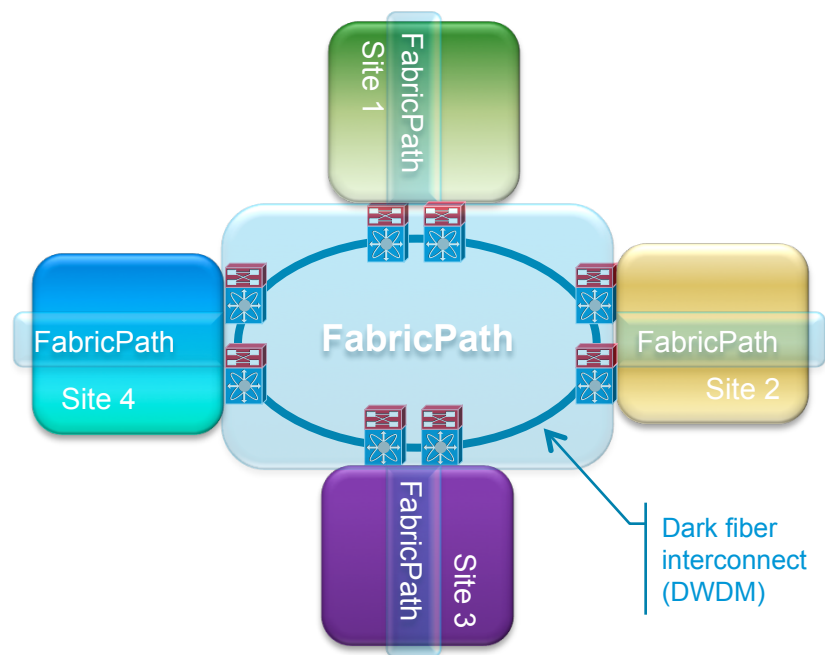 FabricPath
Site 1
FabricPath
Site 4
FabricPath
FabricPath
Site 2
FabricPath
Site 3
Dark fiber
interconnect
(DWDM)